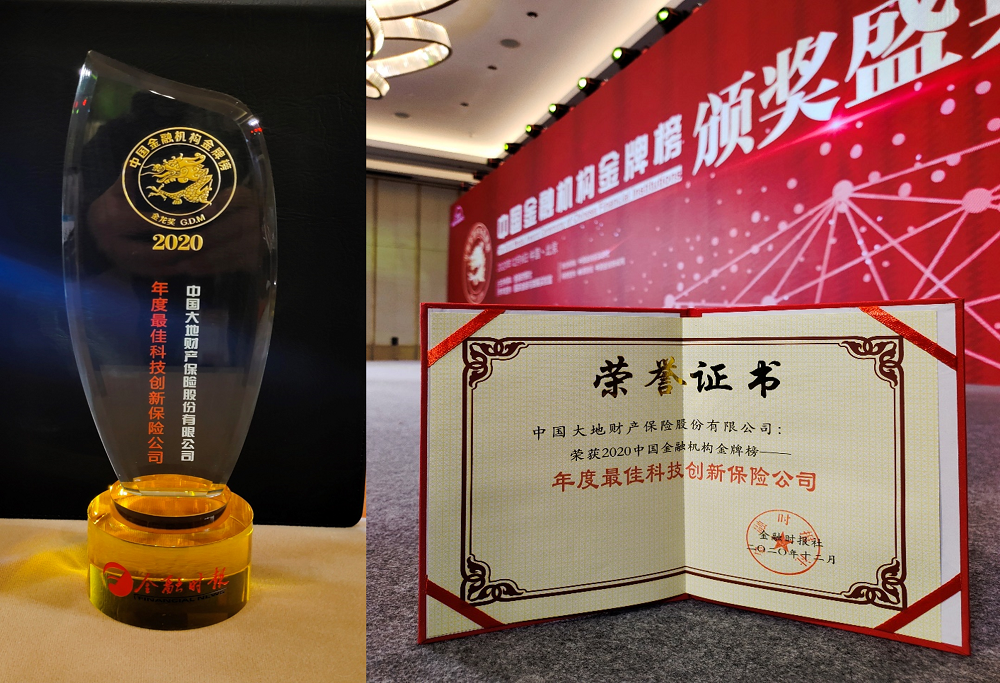 中国金融机构金牌榜
金龙奖 G.D.M
2020
中国大地财产保险股份有限公司
年度最佳科技创新保险公司
金融时报
中国金融机构金牌榜 颁奖盛
荣誉证书
中国大地财产保险股份有限公司：
荣获2020中国金融机构金牌榜——
年度最佳科技创新保险公司
金融时报社
二〇二〇年十二月